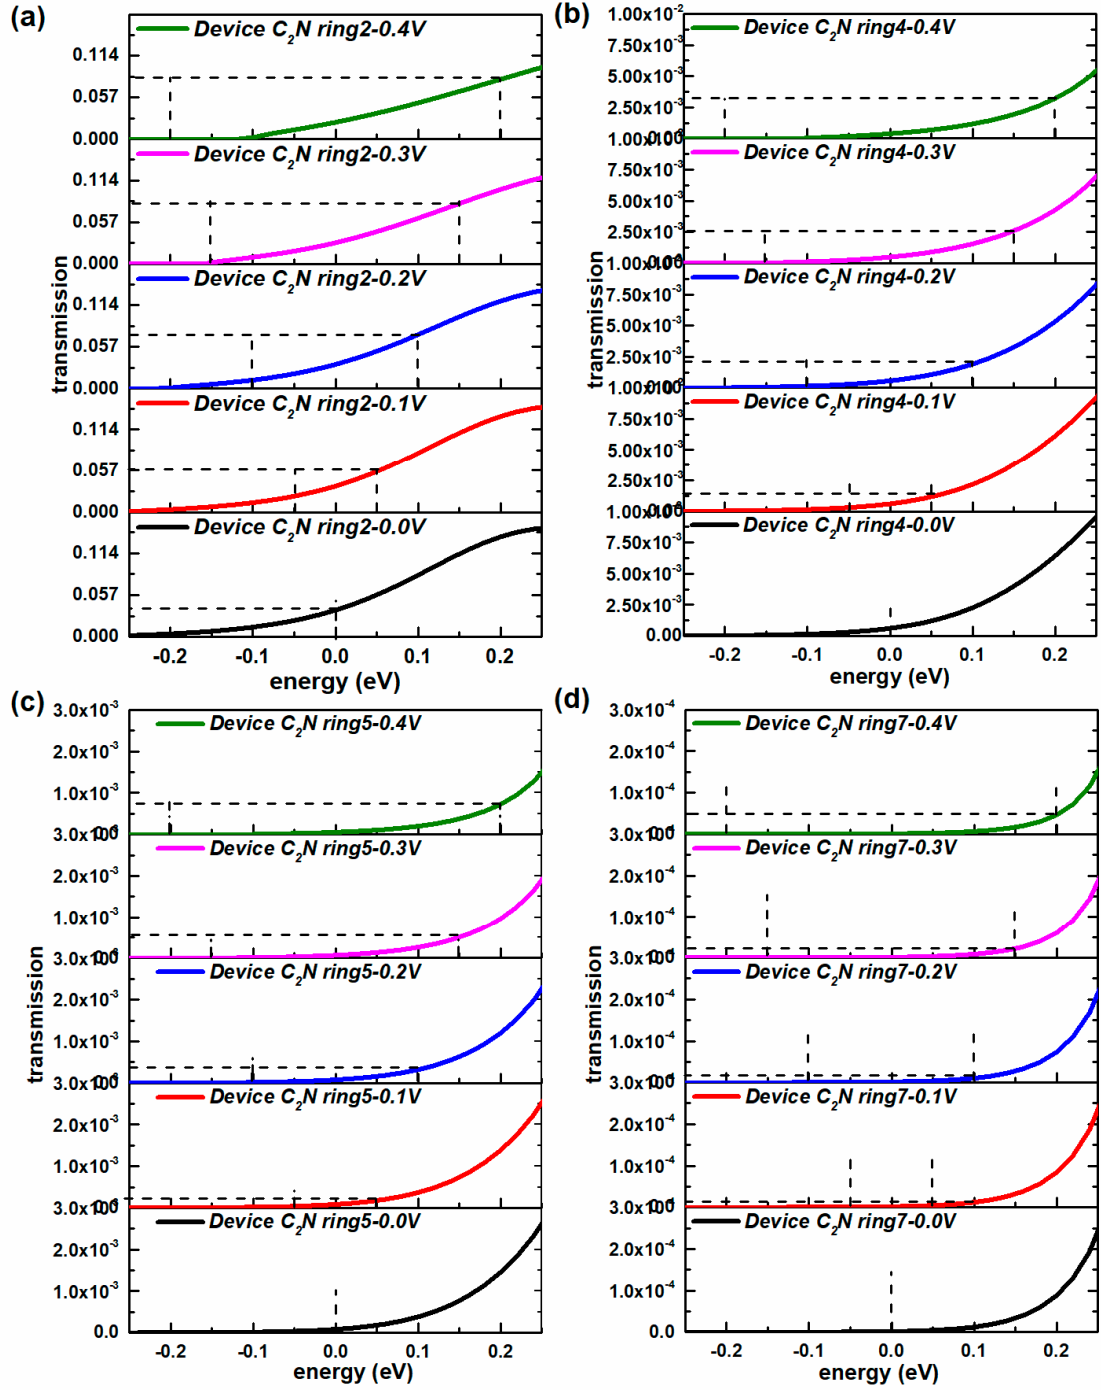 (a)
Device C2N ring2-0.4V
0.114
0.057
0.000
Device C2N ring2-0.3V
0.114
0.057
0.000
Device C2N ring2-0.2V
0.114
0.057
0.000
Device C2N ring2-0.1V
0.114
0.057
0.000
Device C2N ring2-0.0V
0.114
0.057
0.000
-0.2 -0.1 0.0 0.1 0.2
energy (eV)
transmission
(b)
1.00x10-2
Device C2N ring4-0.4V
7.50x10-3
5.00x10-3
2.50x10-3
Device C2N ring4-0.3V
7.50x10-3
5.00x10-3
2.50x10-3
Device C2N ring4-0.2V
7.50x10-3
5.00x10-3
2.50x10-3
Device C2N ring4-0.1V
7.50x10-3
5.00x10-3
2.50x10-3
Device C2N ring4-0.0V
7.50x10-3
5.00x10-3
2.50x10-3
0.00
-0.2 -0.1 0.0 0.1 0.2
energy (eV)
transmission
(c)
3.0x10-3
Device C2N ring5-0.4V
2.0x10-3
1.0x10-3
Device C2N ring5-0.3V
2.0x10-3
1.0x10-3
Device C2N ring5-0.2V
2.0x10-3
1.0x10-3
Device C2N ring5-0.1V
2.0x10-3
1.0x10-3
Device C2N ring5-0.0V
2.0x10-3
1.0x10-3
0.0
-0.2 -0.1 0.0 0.1 0.2
energy (eV)
transmission
(d)
3.0x10-4
Device C2N ring7-0.4V
2.0x10-4
1.0x10-4
Device C2N ring7-0.3V
2.0x10-4
1.0x10-4
Device C2N ring7-0.2V
2.0x10-4
1.0x10-4
Device C2N ring7-0.1V
2.0x10-4
1.0x10-4
Device C2N ring7-0.0V
2.0x10-4
1.0x10-4
0.0
-0.2 -0.1 0.0 0.1 0.2
energy (eV)
transmission